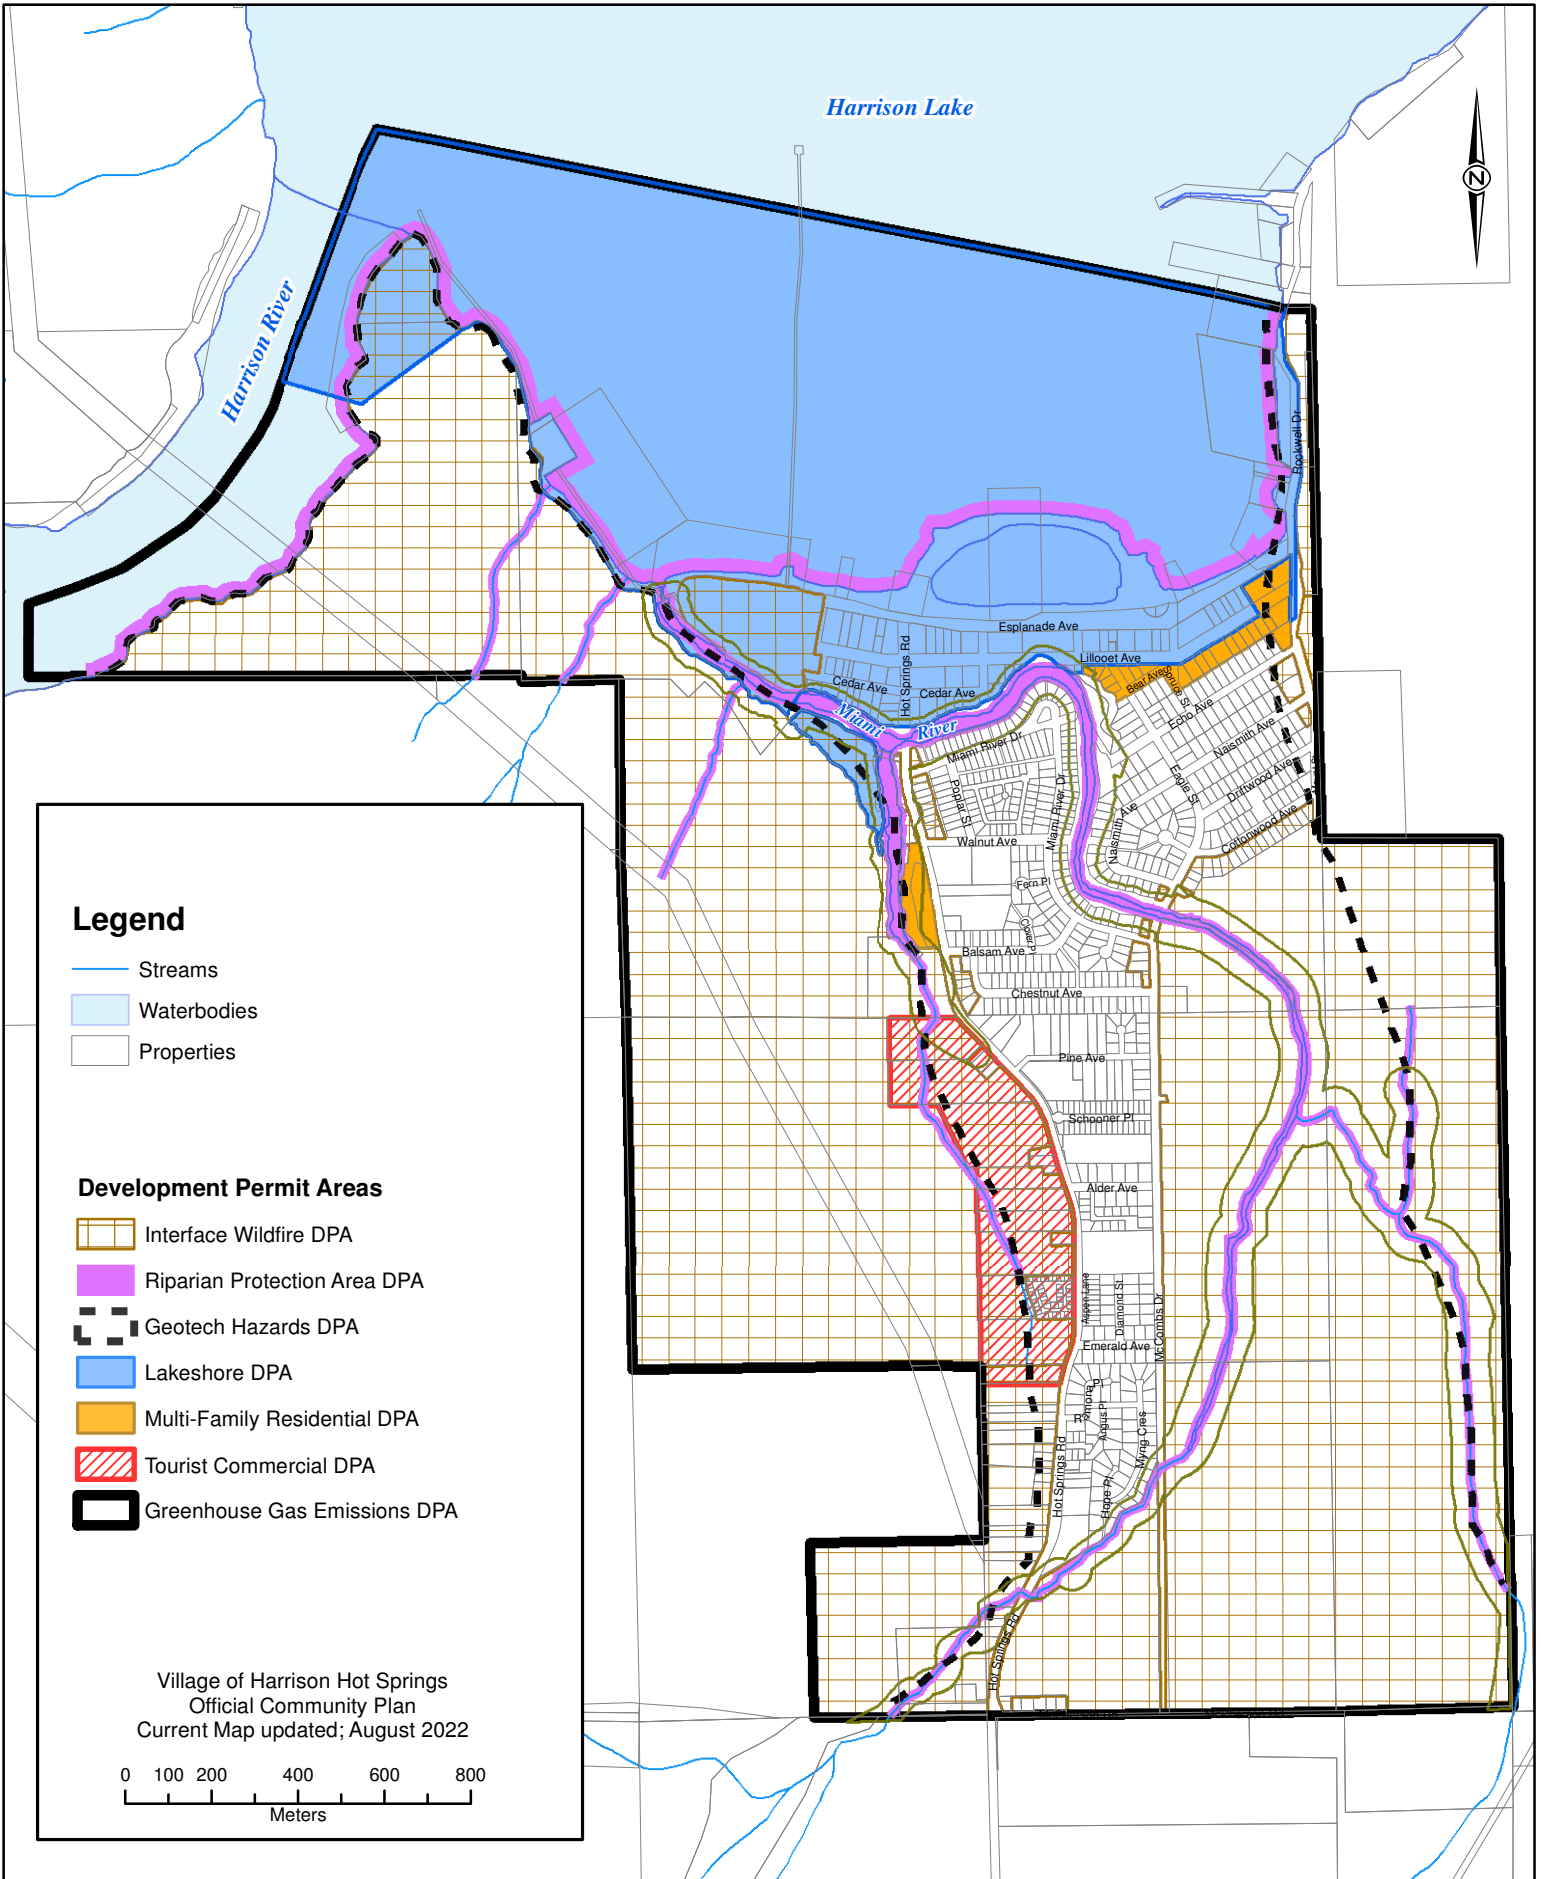 Harrison Lake
N
Harrison River
Rockwell Dr
Esplanade Ave
Lillooet Ave
Hot Springs Rd
Cedar Ave
Cedar Ave
Bear Ave
Spruce St
Echo Ave
Miami
River
Naismith Ave
Miami River Dr
Eagle St
Driftwood Ave
Poplar St
Miami River Dr
Naismith Ave
Cottonwood Ave
Walnut Ave
Fern Pl
Clover Pl
Balsam Ave
Chestnut Ave
Pine Ave
Schooner Pl
Alder Ave
Aspen Lane
Diamond St
McCombs Dr
Emerald Ave
Angus Pl
Myng Cres
Hot Springs Rd
Hope Pl
Hot Springs Rd
Legend
Streams
Waterbodies
Properties
Development Permit Areas
Interface Wildfire DPA
Riparian Protection Area DPA
Geotech Hazards DPA
Lakeshore DPA
Multi-Family Residential DPA
Tourist Commercial DPA
Greenhouse Gas Emissions DPA
Village of Harrison Hot Springs
Official Community Plan
Current Map updated; August 2022
0 100 200 400 600 800
Meters